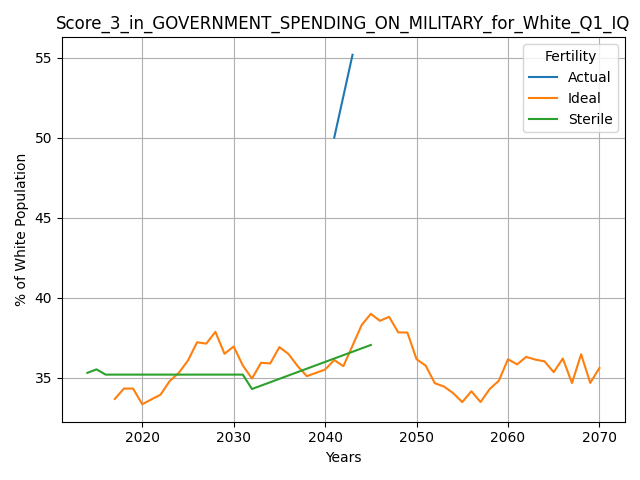 Score_3_in_GOVERNMENT_SPENDING_ON_MILITARY_for_White_Q1_IQ
Fertility
Actual
Ideal
Sterile
% of White Population
55
50
45
40
35
2020 2030 2040 2050 2060 2070
Years